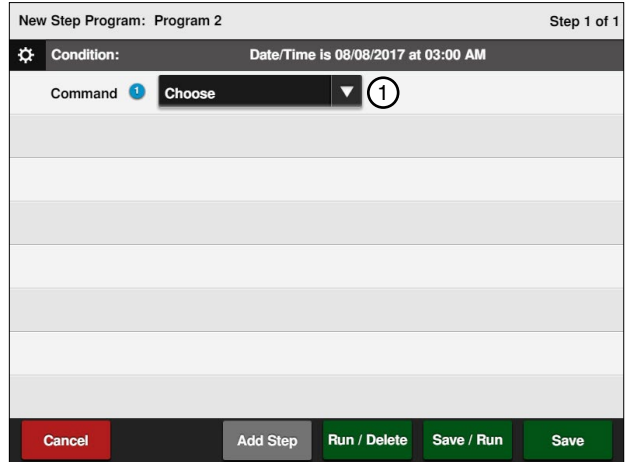 New Step Program: Program 2 Step 1 of 1
Condition: Date/Time is 08/08/2017 at 03:00 AM
Command 1 Choose 1
Cancel Add Step Run / Delete Save / Run Save